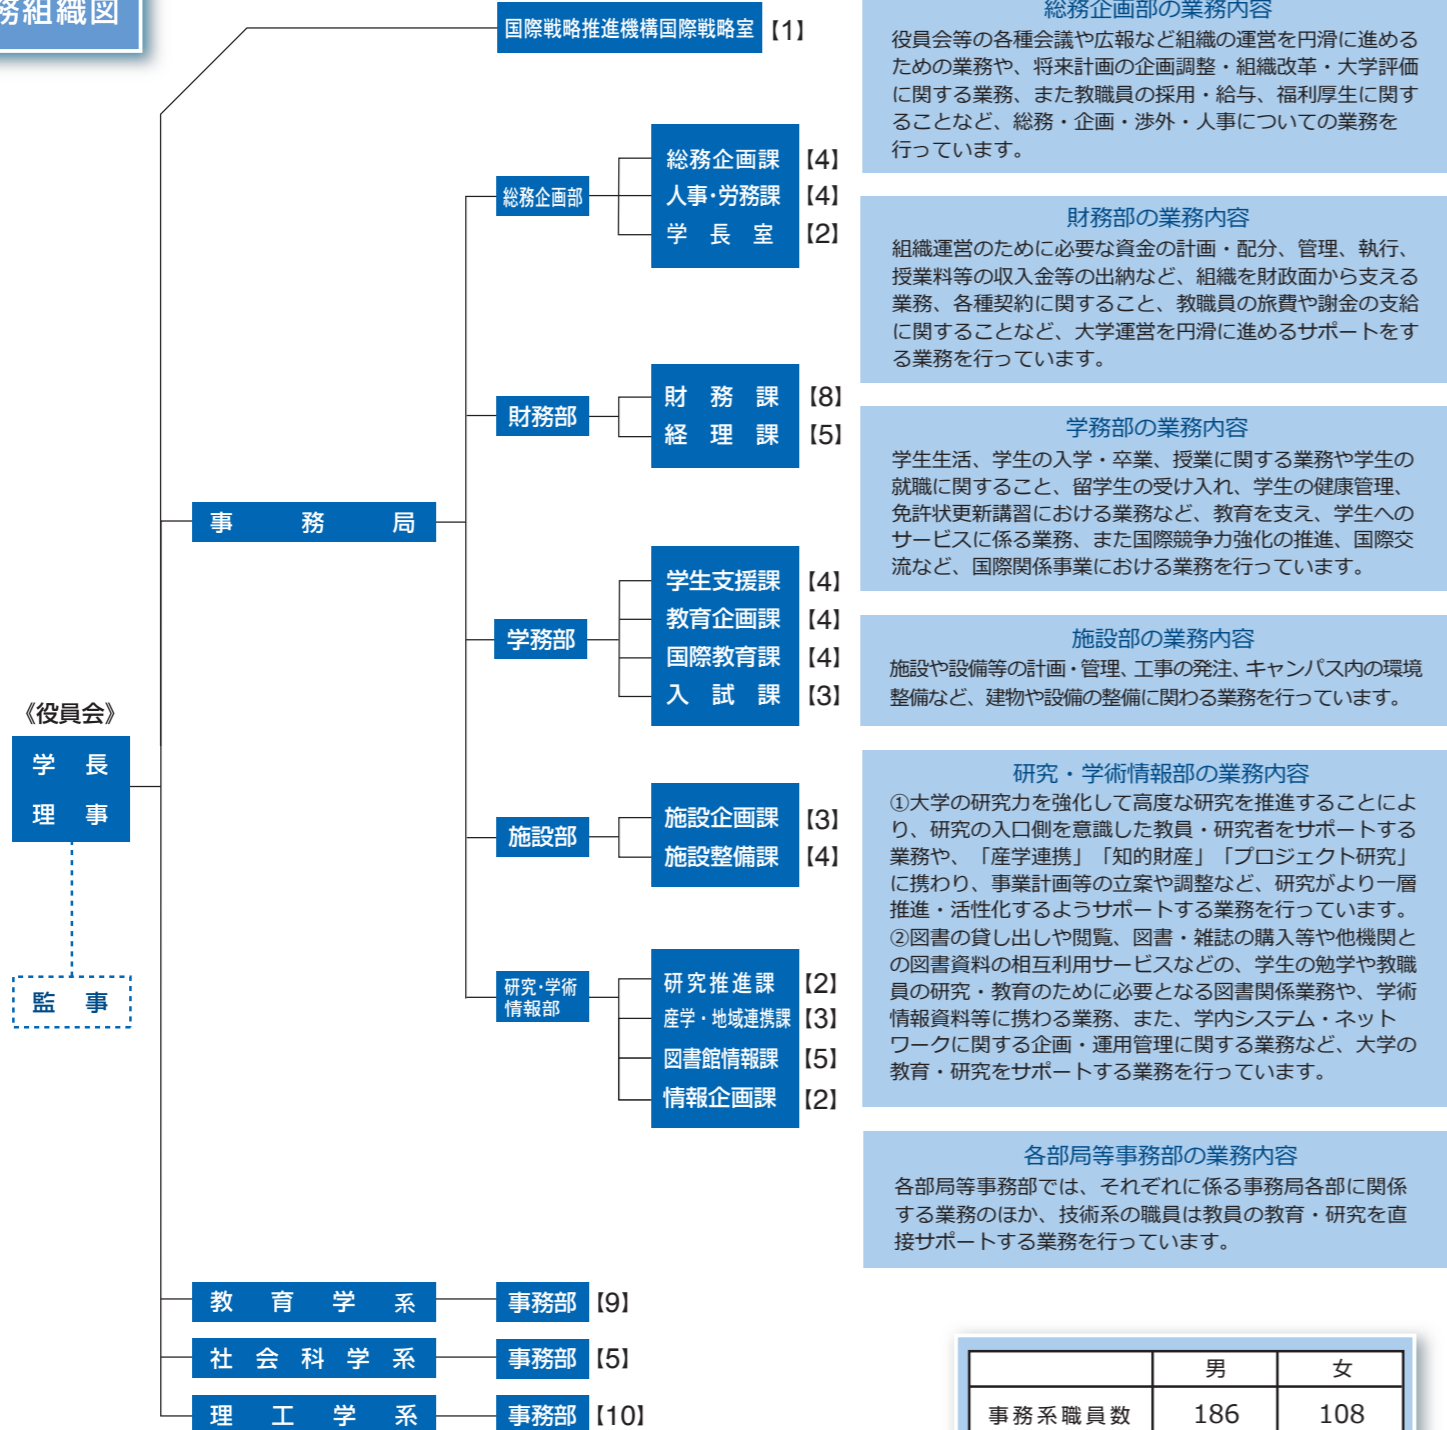 務組織図
国際戦略推進機構国際戦略室【1】
総務企画部
総務企画課【4】
人事・労務課【4】
学長室【2】
財務部
財務課【8】
経理課【5】
事務局
学務部
学生支援課【4】
教育企画課【4】
国際教育課【4】
入試課【3】
《役員会》
学長
理事
監事
施設部
施設企画課【3】
施設整備課【4】
研究・学術
情報部
研究推進課【2】
産学・地域連携課【3】
図書館情報課【5】
情報企画課【2】
教育学系
事務部【9】
社会科学系
事務部【5】
理工学系
事務部【10】
総務企画部の業務内容
役員会等の各種会議や広報など組織の運営を円滑に進める
ための業務や、将来計画の企画調整・組織改革・大学評価
に関する業務、また教職員の採用・給与、福利厚生に関す
ることなど、総務・企画・渉外・人事についての業務を
行っています。
財務部の業務内容
組織運営のために必要な資金の計画・配分、管理、執行、
授業料等の収入金等の出納など、組織を財政面から支える
業務、各種契約に関すること、教職員の旅費や謝金の支給
に関することなど、大学運営を円滑に進めるサポートをす
る業務を行っています。
学務部の業務内容
学生生活、学生の入学・卒業、授業に関する業務や学生の
就職に関すること、留学生の受け入れ、学生の健康管理、
免許状更新講習における業務など、教育を支え、学生への
サービスに係る業務、また国際競争力強化の推進、国際交
流など、国際関係事業における業務を行っています。
施設部の業務内容
施設や設備等の計画・管理、工事の発注、キャンパス内の環境
整備など、建物や設備の整備に関わる業務を行っています。
研究・学術情報部の業務内容
①大学の研究力を強化して高度な研究を推進することによ
り、研究の入口側を意識した教員・研究者をサポートする
業務や、「産学連携」「知的財産」「プロジェクト研究」
に携わり、事業計画等の立案や調整など、研究がより一層
推進・活性化するようサポートする業務を行っています。
②図書の貸し出しや閲覧、図書・雑誌の購入等や他機関と
の図書資料の相互利用サービスなどの、学生の勉学や教職
員の研究・教育のために必要となる図書関係業務や、学術
情報資料等に携わる業務、また、学内システム・ネット
ワークに関する企画・運用管理に関する業務など、大学の
教育・研究をサポートする業務を行っています。
各部局等事務部の業務内容
各部局等事務部では、それぞれに係る事務局各部に関係
する業務のほか、技術系の職員は教員の教育・研究を直
接サポートする業務を行っています。
男 女
事務系職員数 186 108